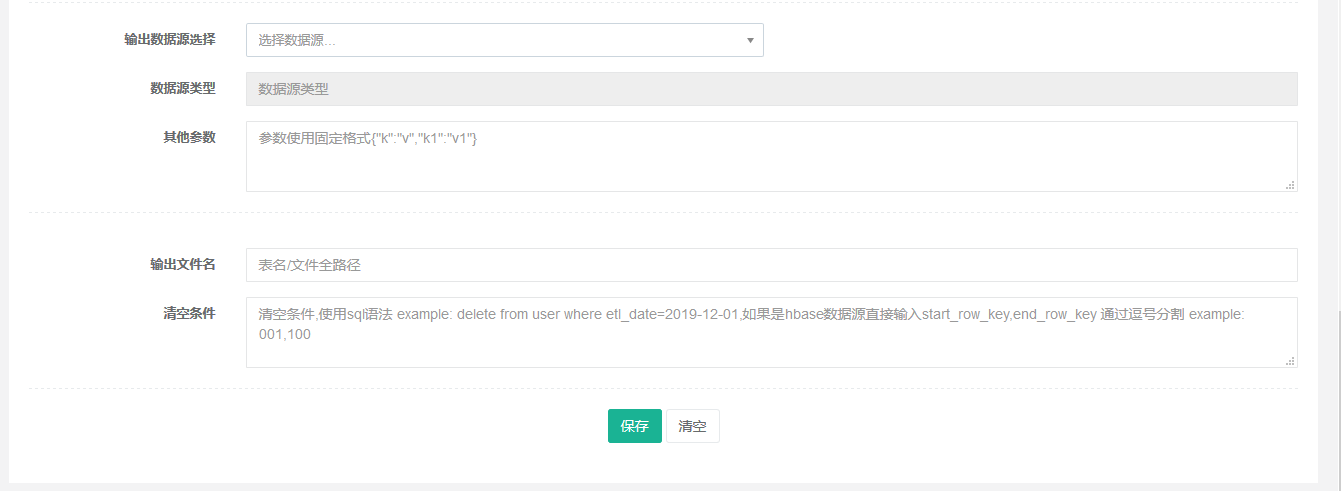 输出数据源选择
选择数据源...
数据源类型
数据源类型
其他参数
参数使用固定格式{"k":"v","k1":"v1"}
输出文件名
表名/文件全路径
清空条件
清空条件,使用sql语法 example: delete from user where etl_date=2019-12-01,如果是hbase数据源直接输入start_row_key,end_row_key 通过逗号分割 example:
001,100
保存
清空